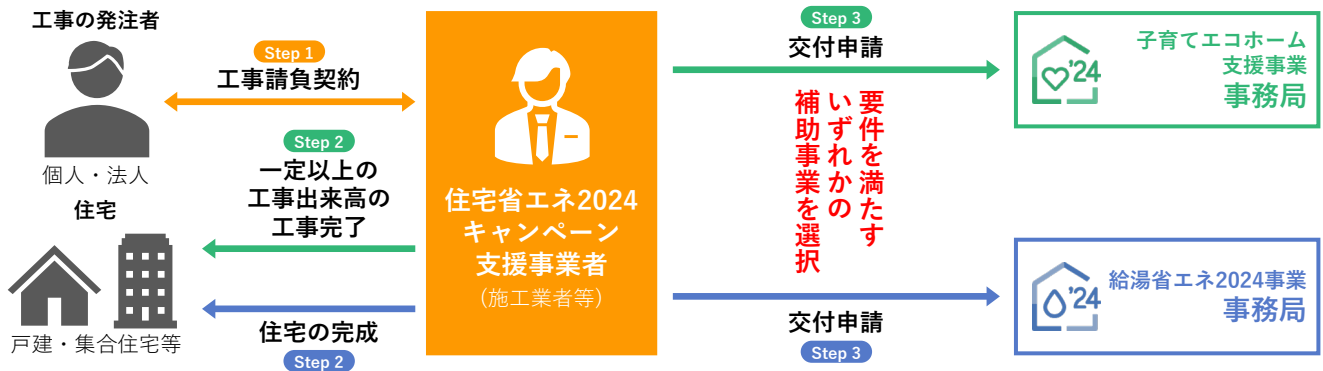 工事の発注者
個人・法人
住宅
戸建・集合住宅等
Step 1
工事請負契約
Step 2
一定以上の
工事出来高の
工事完了
住宅の完成
Step 2
住宅省エネ2024
キャンペーン
支援事業者
(施工業者等)
Step 3
交付申請
要件を満たす
いずれかの
補助事業を選択
交付申請
Step 3
'24
子育てエコホーム
支援事業
事務局
'24
給湯省エネ2024事業
事務局